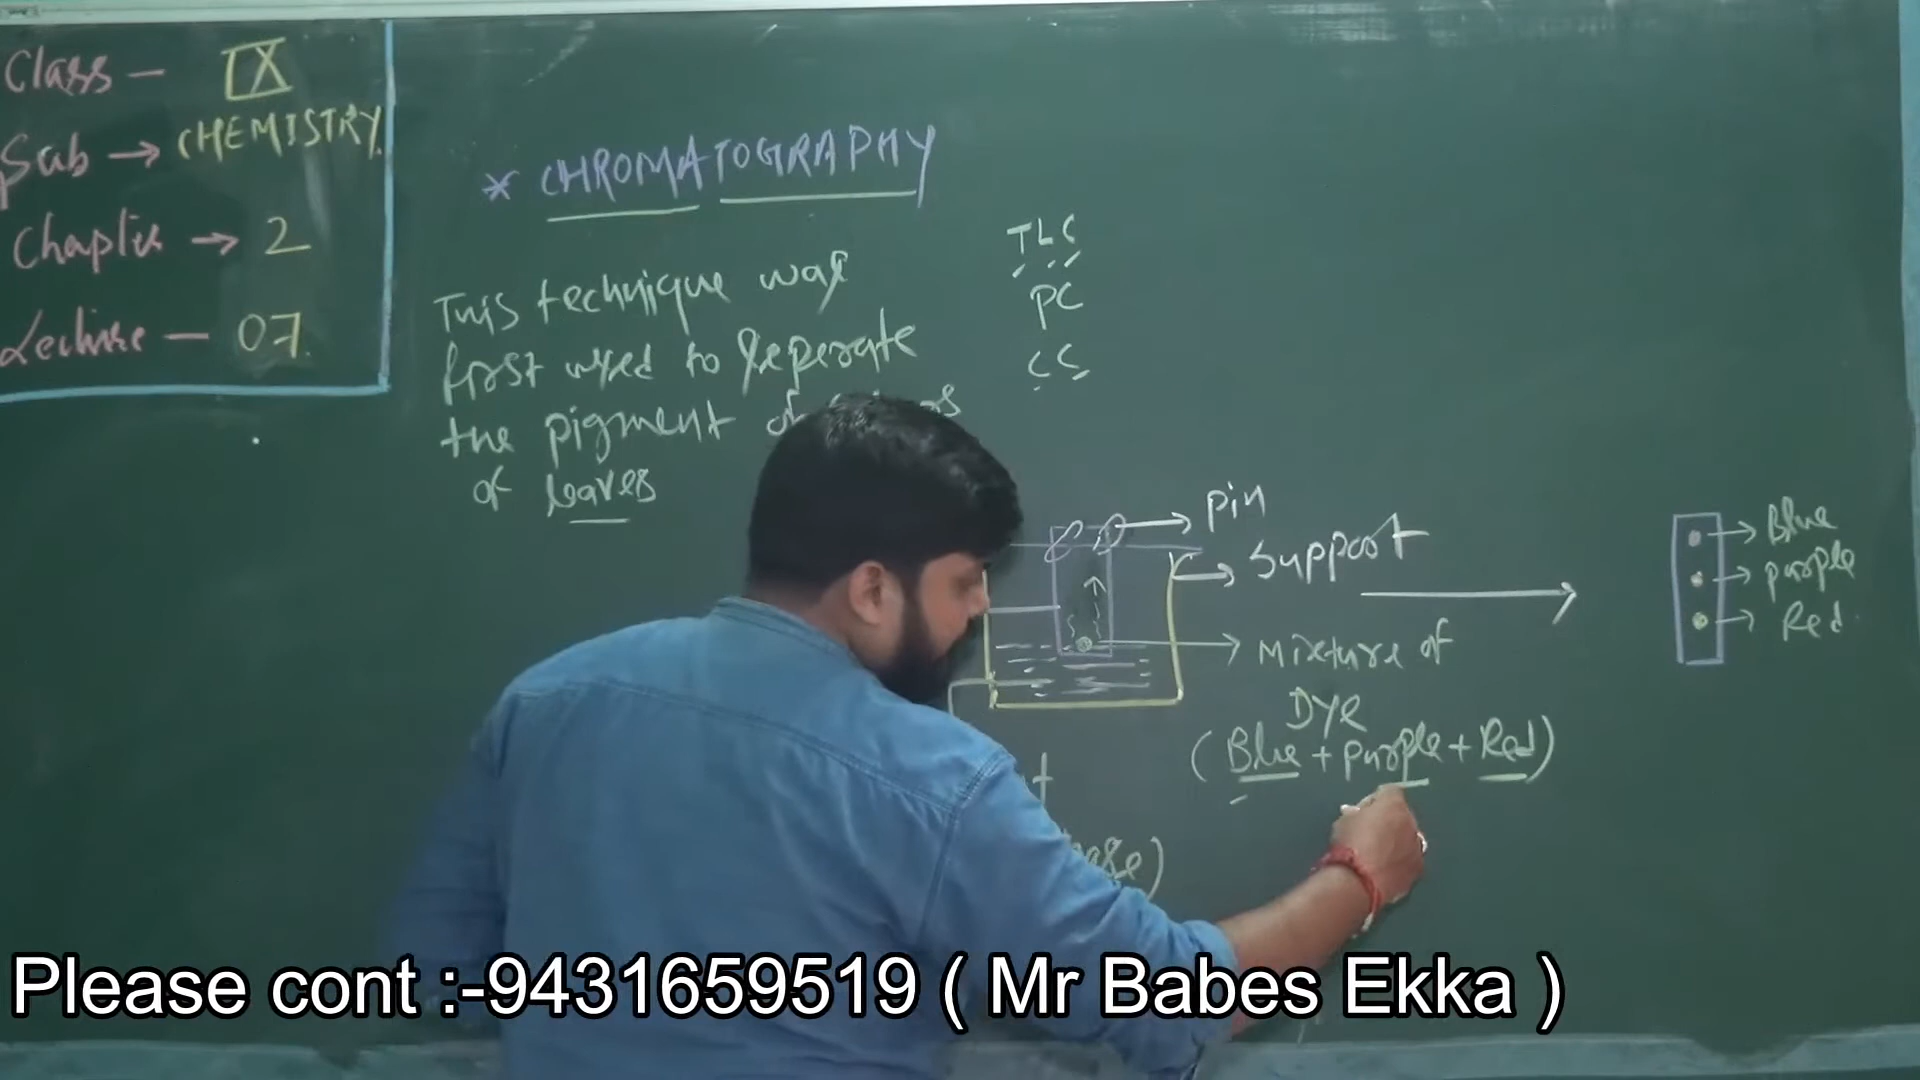 Class – IX
Sub → CHEMISTRY
Chapter → 2
Lecture – 07
* CHROMATOGRAPHY
This technique was
first used to seperate
the pigment of
of leaves
TLC
PC
CC
Pin
Support
Mixture of
Dye
(Blue + purple + Red)
Blue
purple
Red
Please cont :-9431659519 ( Mr Babes Ekka )